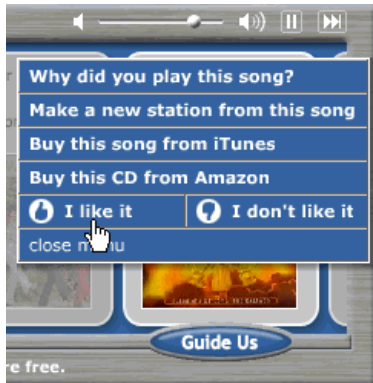 Why did you play this song?
Make a new station from this song
Buy this song from iTunes
Buy this CD from Amazon
I like it I don't like it
close menu
Guide Us
re free.